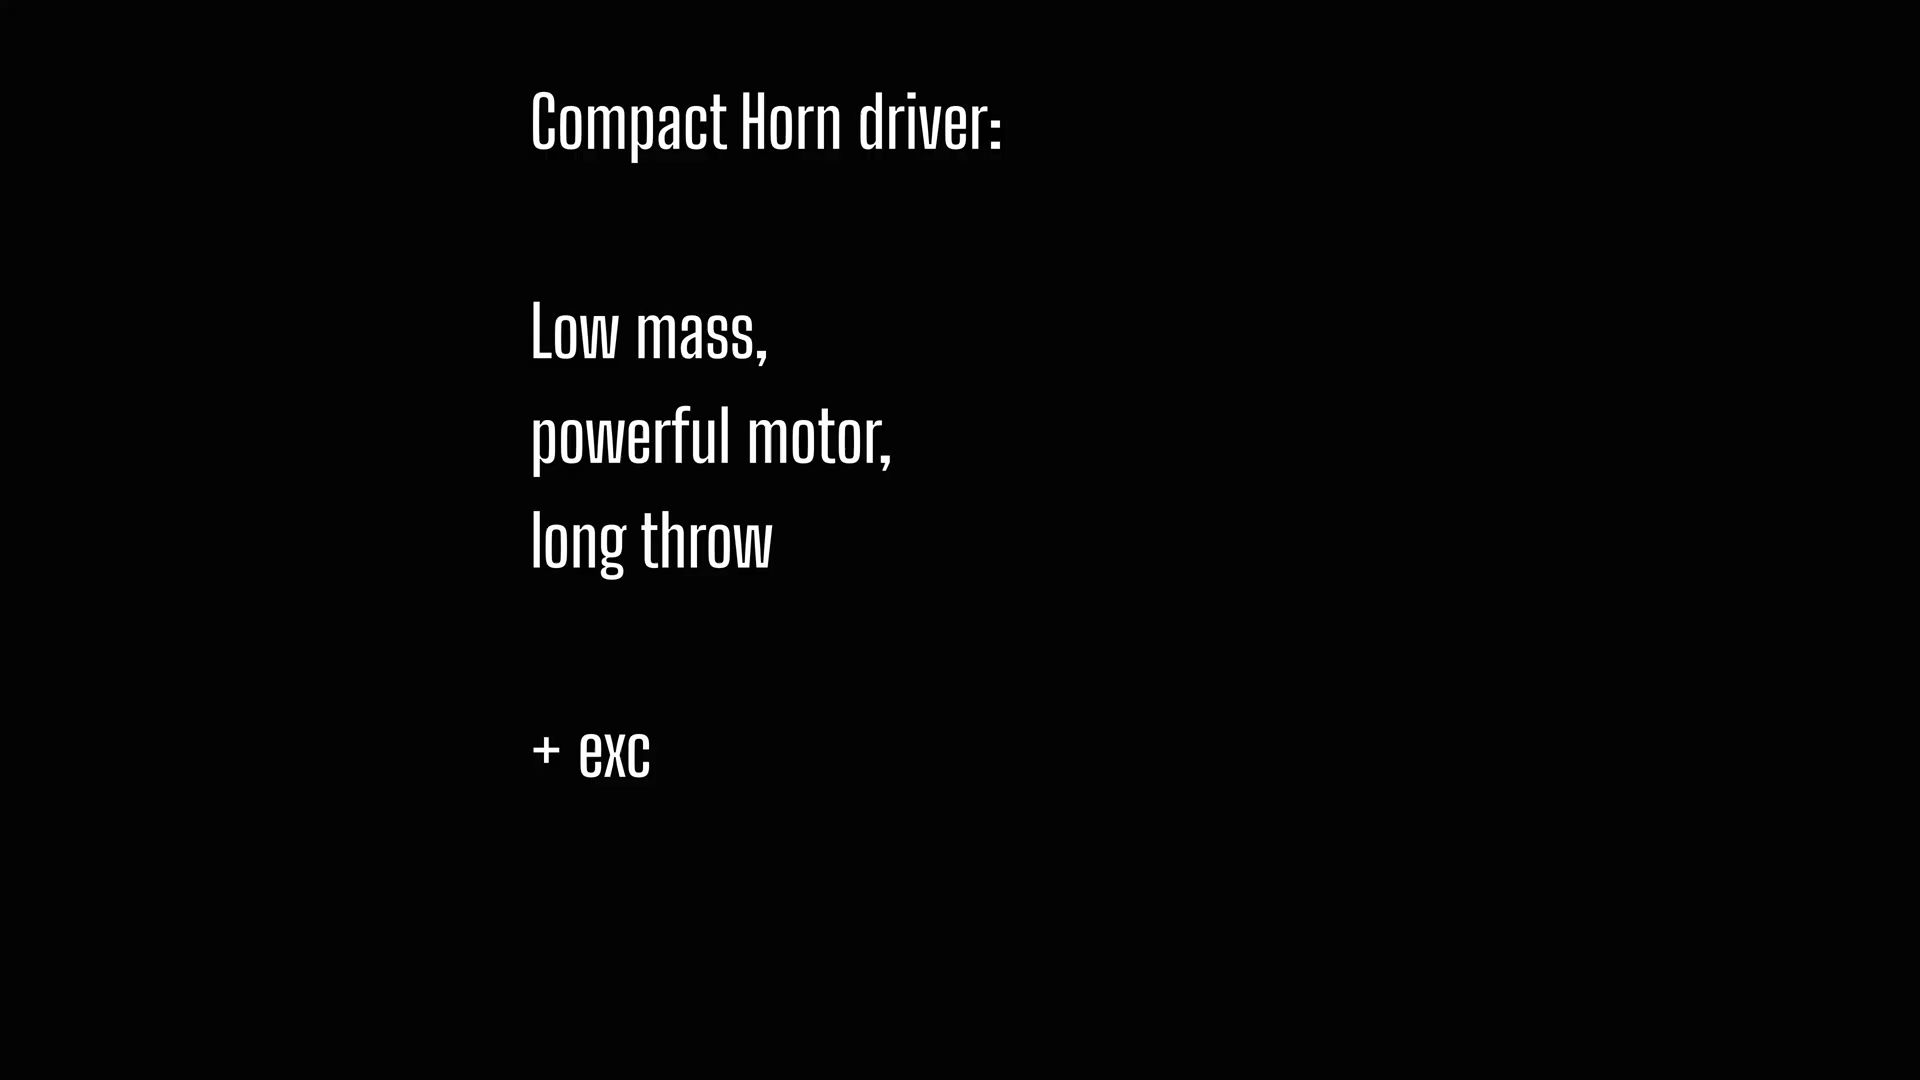 Compact Horn driver:
Low mass,
powerful motor,
long throw
+ exc